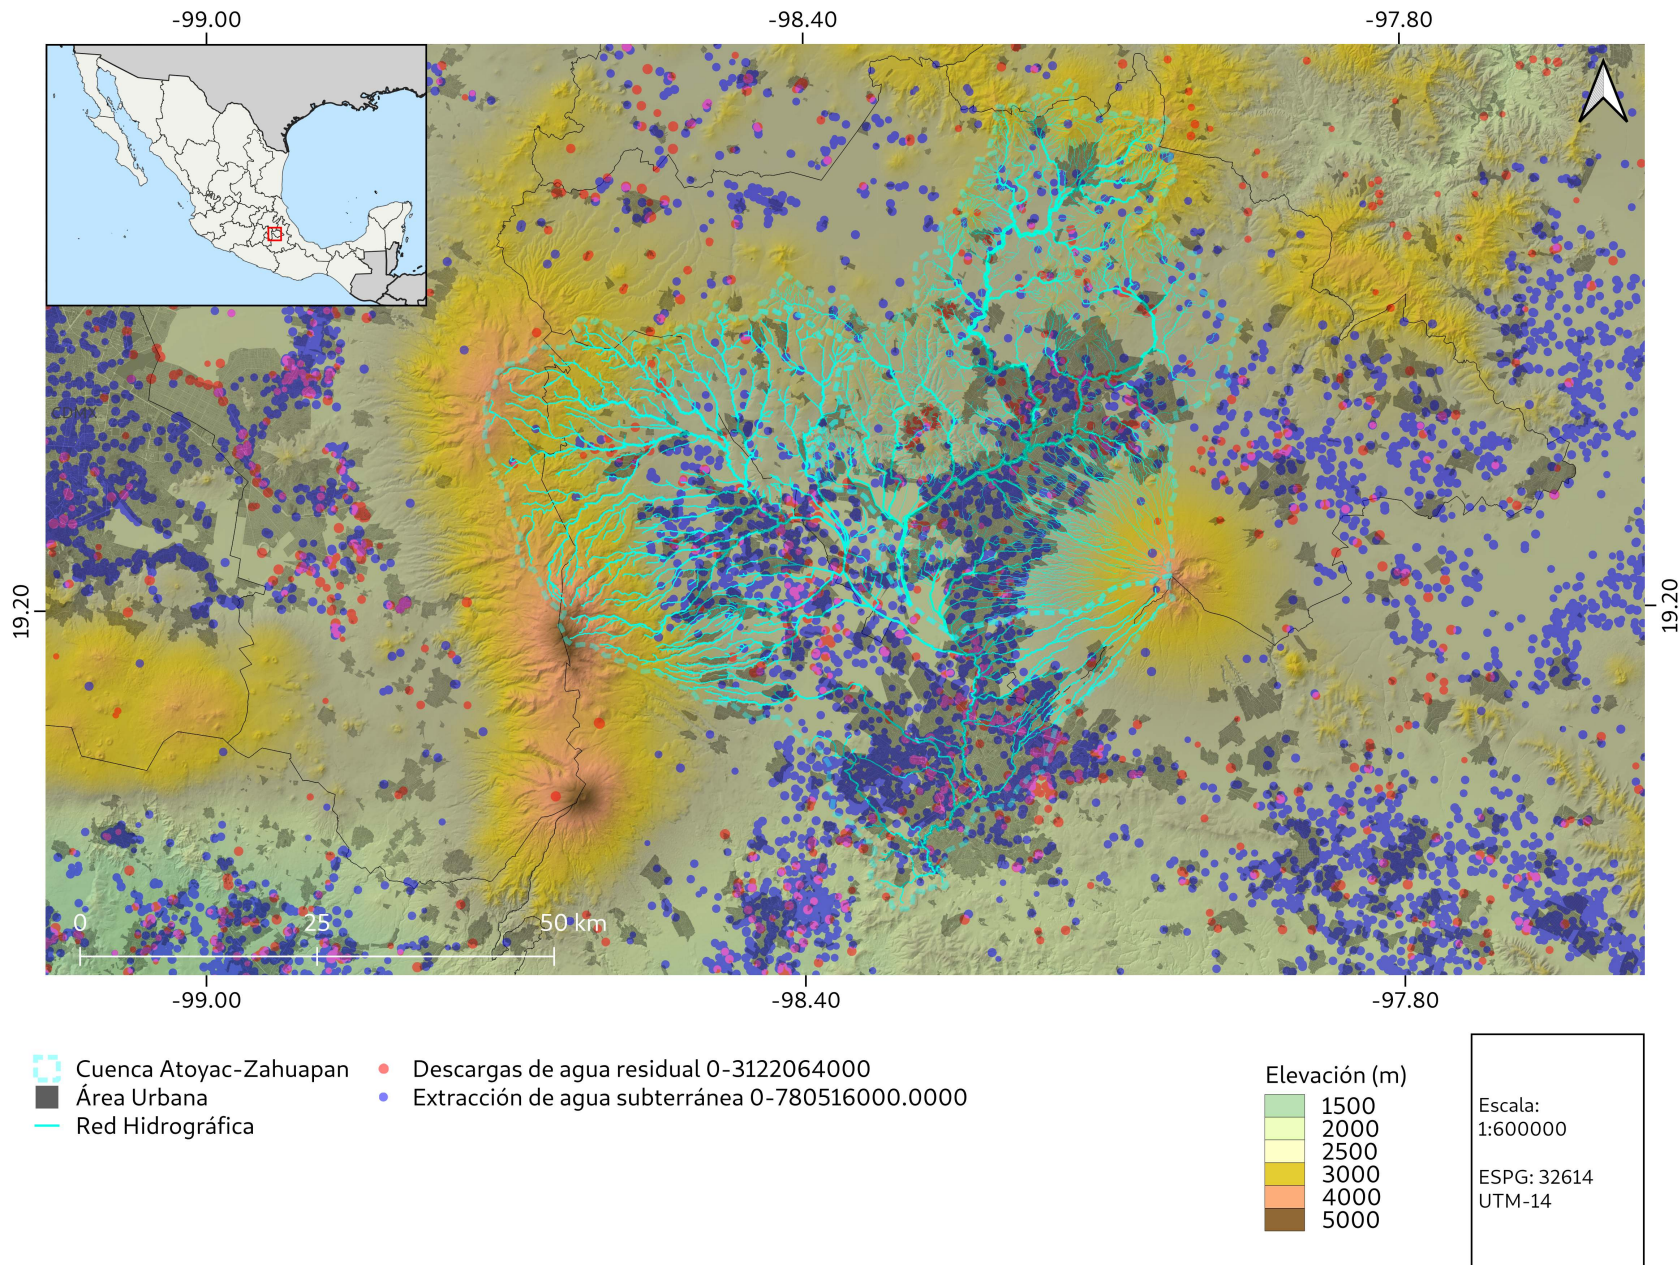 -99.00
-98.40
-97.80
19.20
19.20
0
25
50 km
-99.00
-98.40
-97.80
Cuenca Atoyac-Zahuapan
Área Urbana
Red Hidrográfica
Descargas de agua residual 0-3122064000
Extracción de agua subterránea 0-780516000.0000
Elevación (m)
1500
2000
2500
3000
4000
5000
Escala:
1:600000
ESPG: 32614
UTM-14